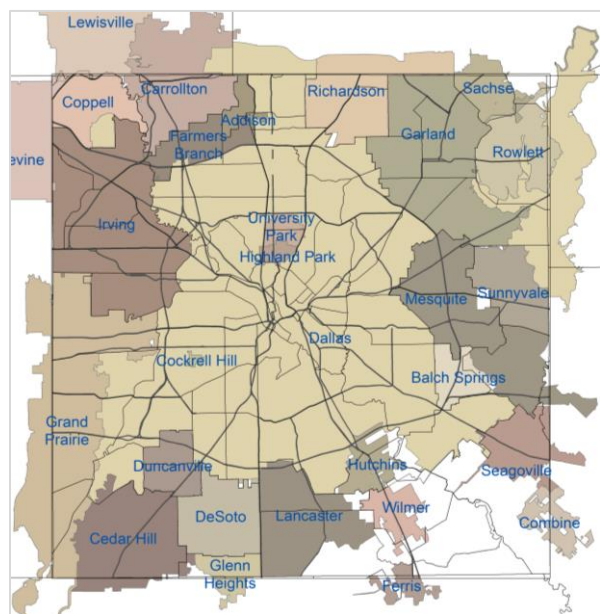 Lewisville
Coppell
Carrollton
Richardson
Sachse
Addison
Farmers
Branch
Garland
Rowlett
evine
Irving
University
Park
Highland Park
Mesquite
Sunnyvale
Dallas
Cockrell Hill
Balch Springs
Grand
Prairie
Duncanville
Hutchins
Seagoville
DeSoto
Lancaster
Wilmer
Combine
Cedar Hill
Glenn
Heights
Ferris